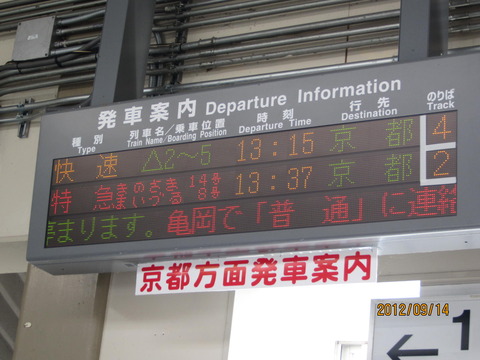 発車案内 Departure Information
種別 列車名/乗車位置 時刻 行先 のりば
Type Train Name/Boarding Position Departure Time Destination Track
快速 △2~5 13:15 京都 4
特急 きのさき 14号 まいづる 8号 13:37 京都 2
停まります。亀岡で「普通」に連絡
京都方面発車案内
2012/09/14
← 1